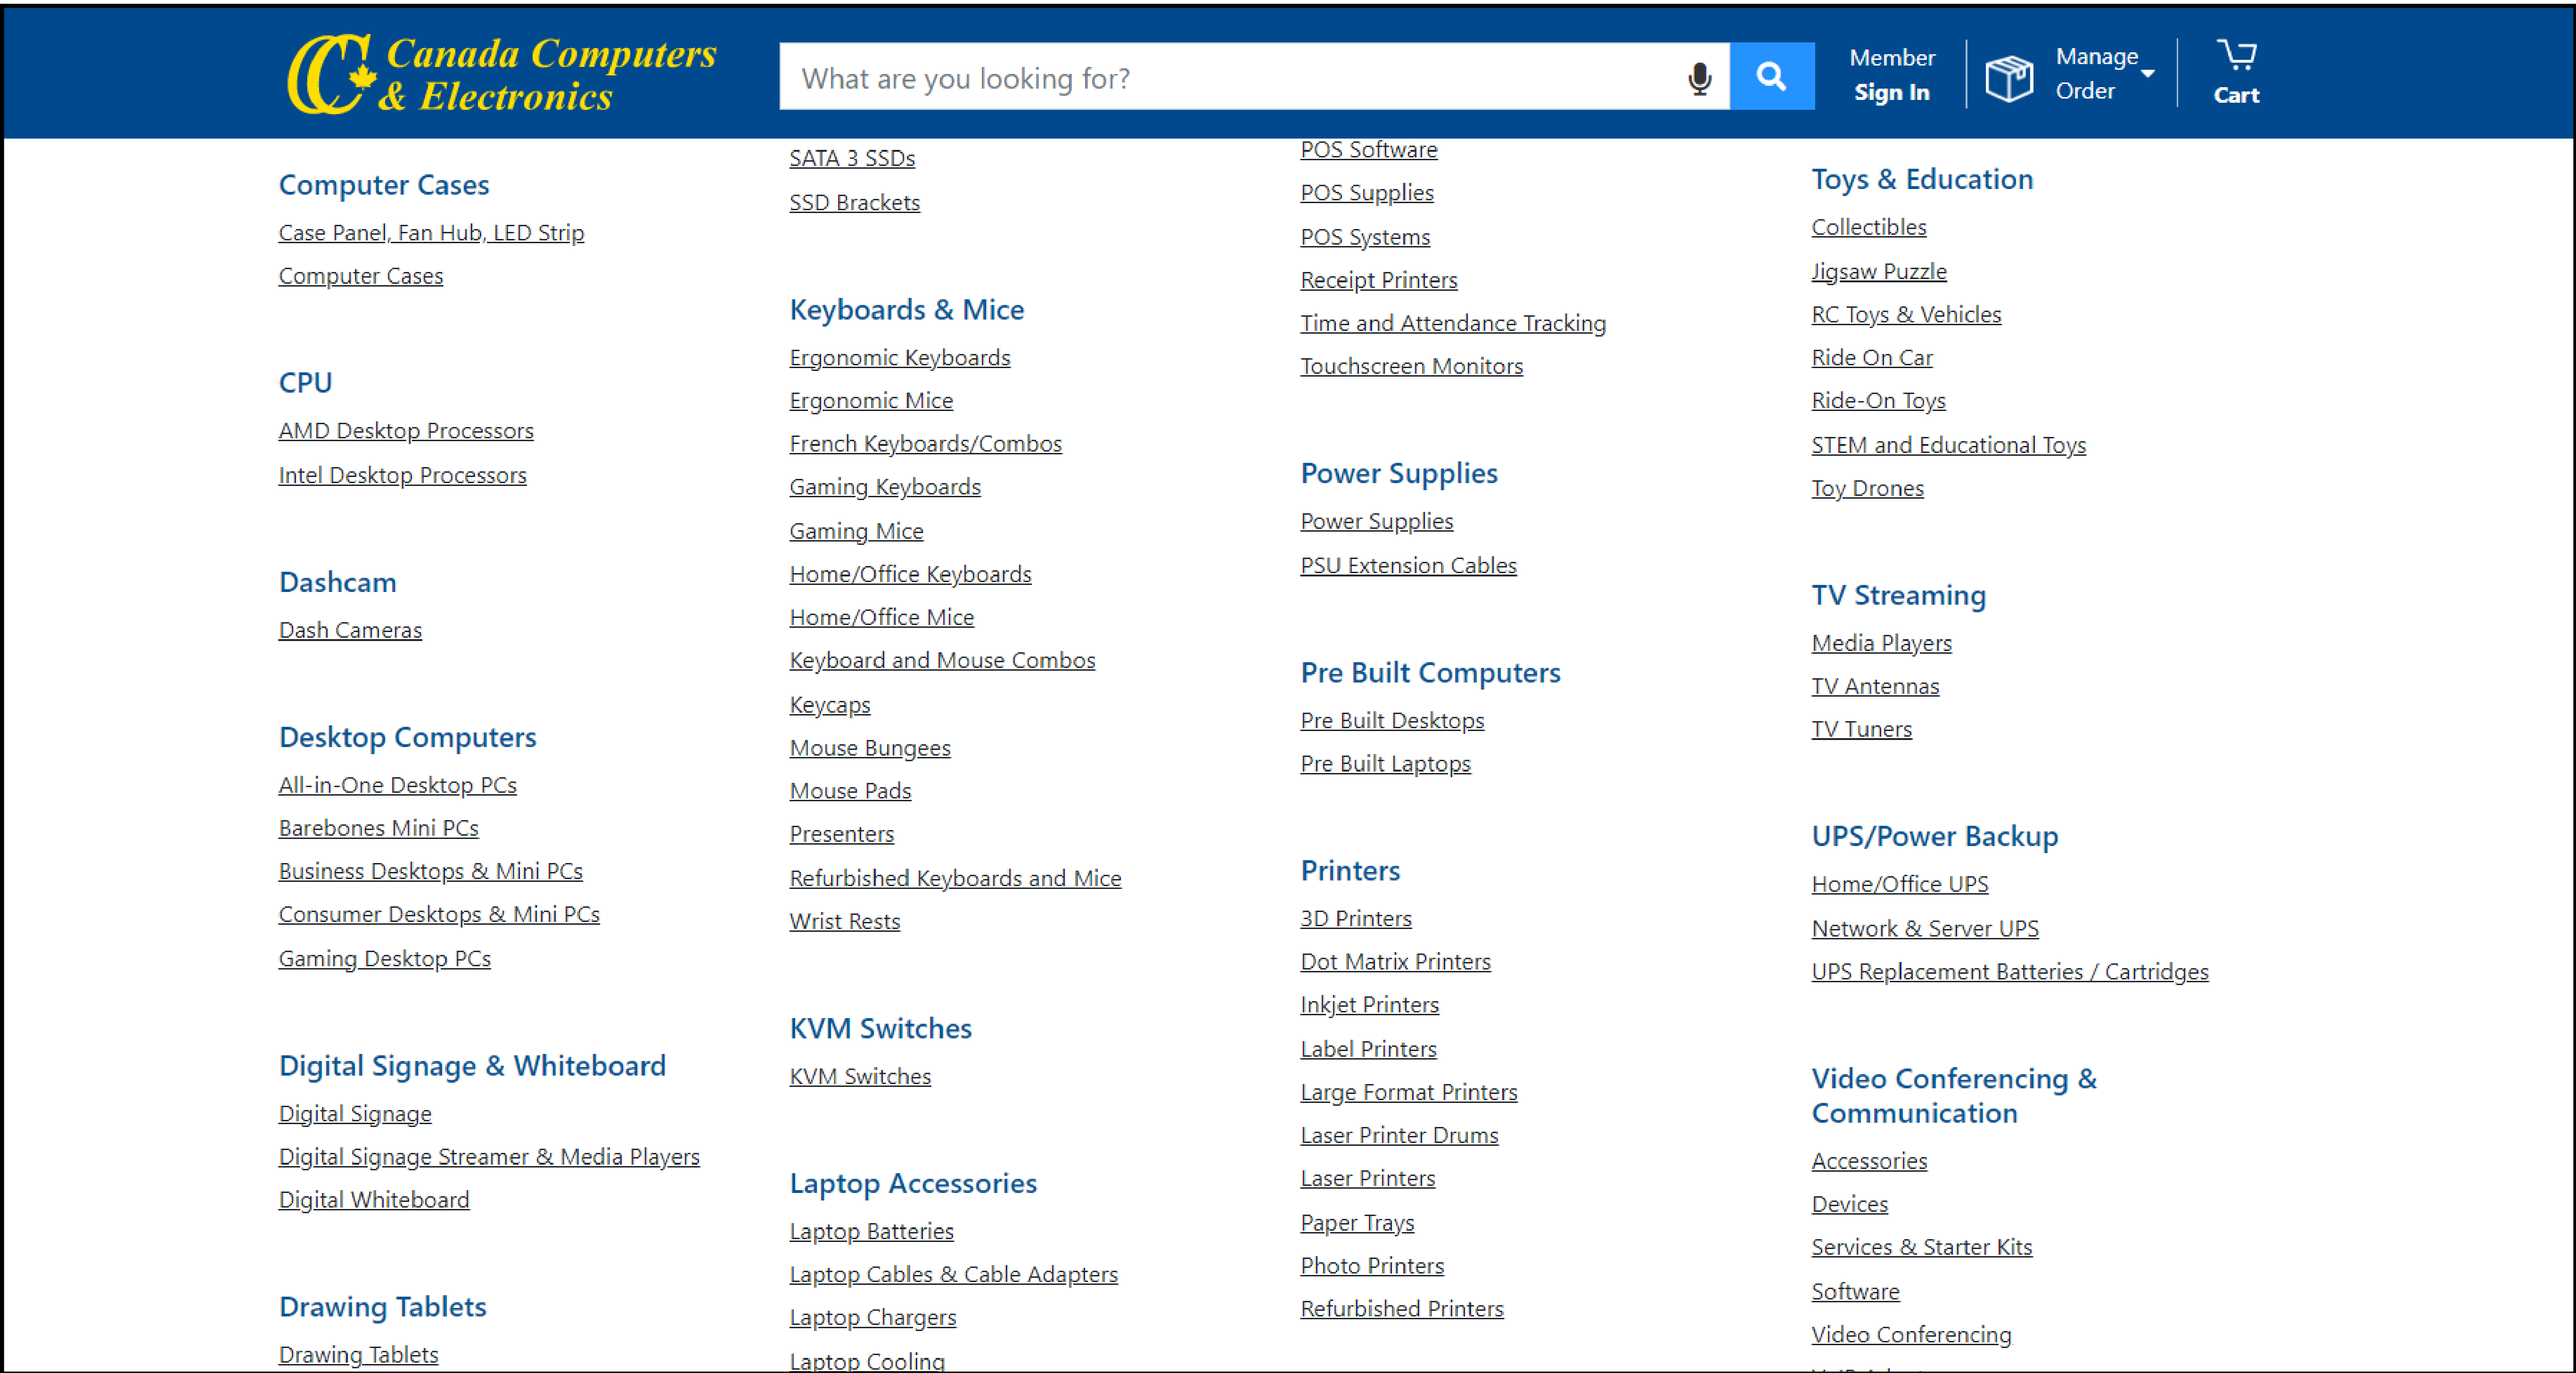 Canada Computers
& Electronics
What are you looking for?
Member
Sign In
Manage
Order
Cart
Computer Cases
Case Panel, Fan Hub, LED Strip
Computer Cases
CPU
AMD Desktop Processors
Intel Desktop Processors
Dashcam
Dash Cameras
Desktop Computers
All-in-One Desktop PCs
Barebones Mini PCs
Business Desktops & Mini PCs
Consumer Desktops & Mini PCs
Gaming Desktop PCs
Digital Signage & Whiteboard
Digital Signage
Digital Signage Streamer & Media Players
Digital Whiteboard
Drawing Tablets
Drawing Tablets
SATA 3 SSDs
SSD Brackets
Keyboards & Mice
Ergonomic Keyboards
Ergonomic Mice
French Keyboards/Combos
Gaming Keyboards
Gaming Mice
Home/Office Keyboards
Home/Office Mice
Keyboard and Mouse Combos
Keycaps
Mouse Bungees
Mouse Pads
Presenters
Refurbished Keyboards and Mice
Wrist Rests
KVM Switches
KVM Switches
Laptop Accessories
Laptop Batteries
Laptop Cables & Cable Adapters
Laptop Chargers
Laptop Cooling
POS Software
POS Supplies
POS Systems
Receipt Printers
Time and Attendance Tracking
Touchscreen Monitors
Power Supplies
Power Supplies
PSU Extension Cables
Pre Built Computers
Pre Built Desktops
Pre Built Laptops
Printers
3D Printers
Dot Matrix Printers
Inkjet Printers
Label Printers
Large Format Printers
Laser Printer Drums
Laser Printers
Paper Trays
Photo Printers
Refurbished Printers
Toys & Education
Collectibles
Jigsaw Puzzle
RC Toys & Vehicles
Ride On Car
Ride-On Toys
STEM and Educational Toys
Toy Drones
TV Streaming
Media Players
TV Antennas
TV Tuners
UPS/Power Backup
Home/Office UPS
Network & Server UPS
UPS Replacement Batteries / Cartridges
Video Conferencing &
Communication
Accessories
Devices
Services & Starter Kits
Software
Video Conferencing